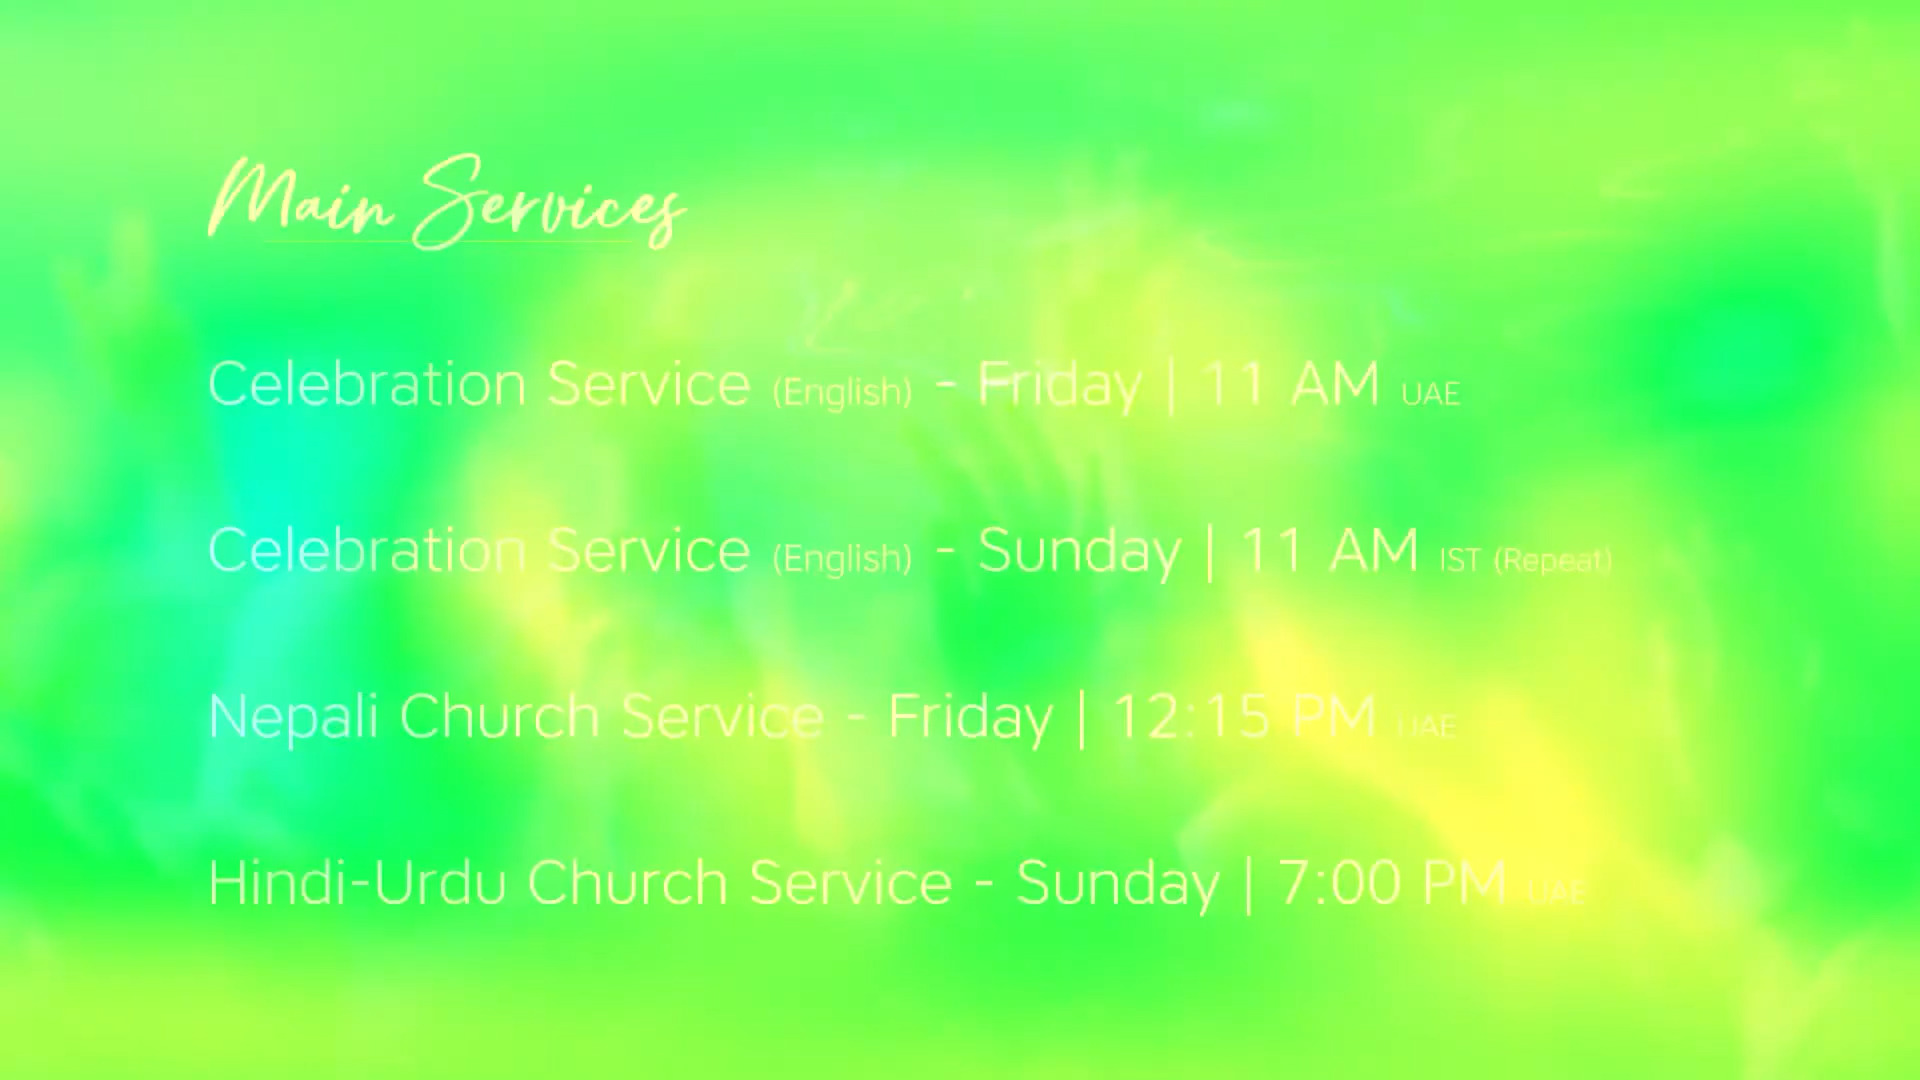 Main Services
Celebration Service (English) - Friday | 11 AM UAE
Celebration Service (English) - Sunday | 11 AM IST (Repeat)
Nepali Church Service - Friday | 12:15 PM UAE
Hindi-Urdu Church Service - Sunday | 7:00 PM UAE